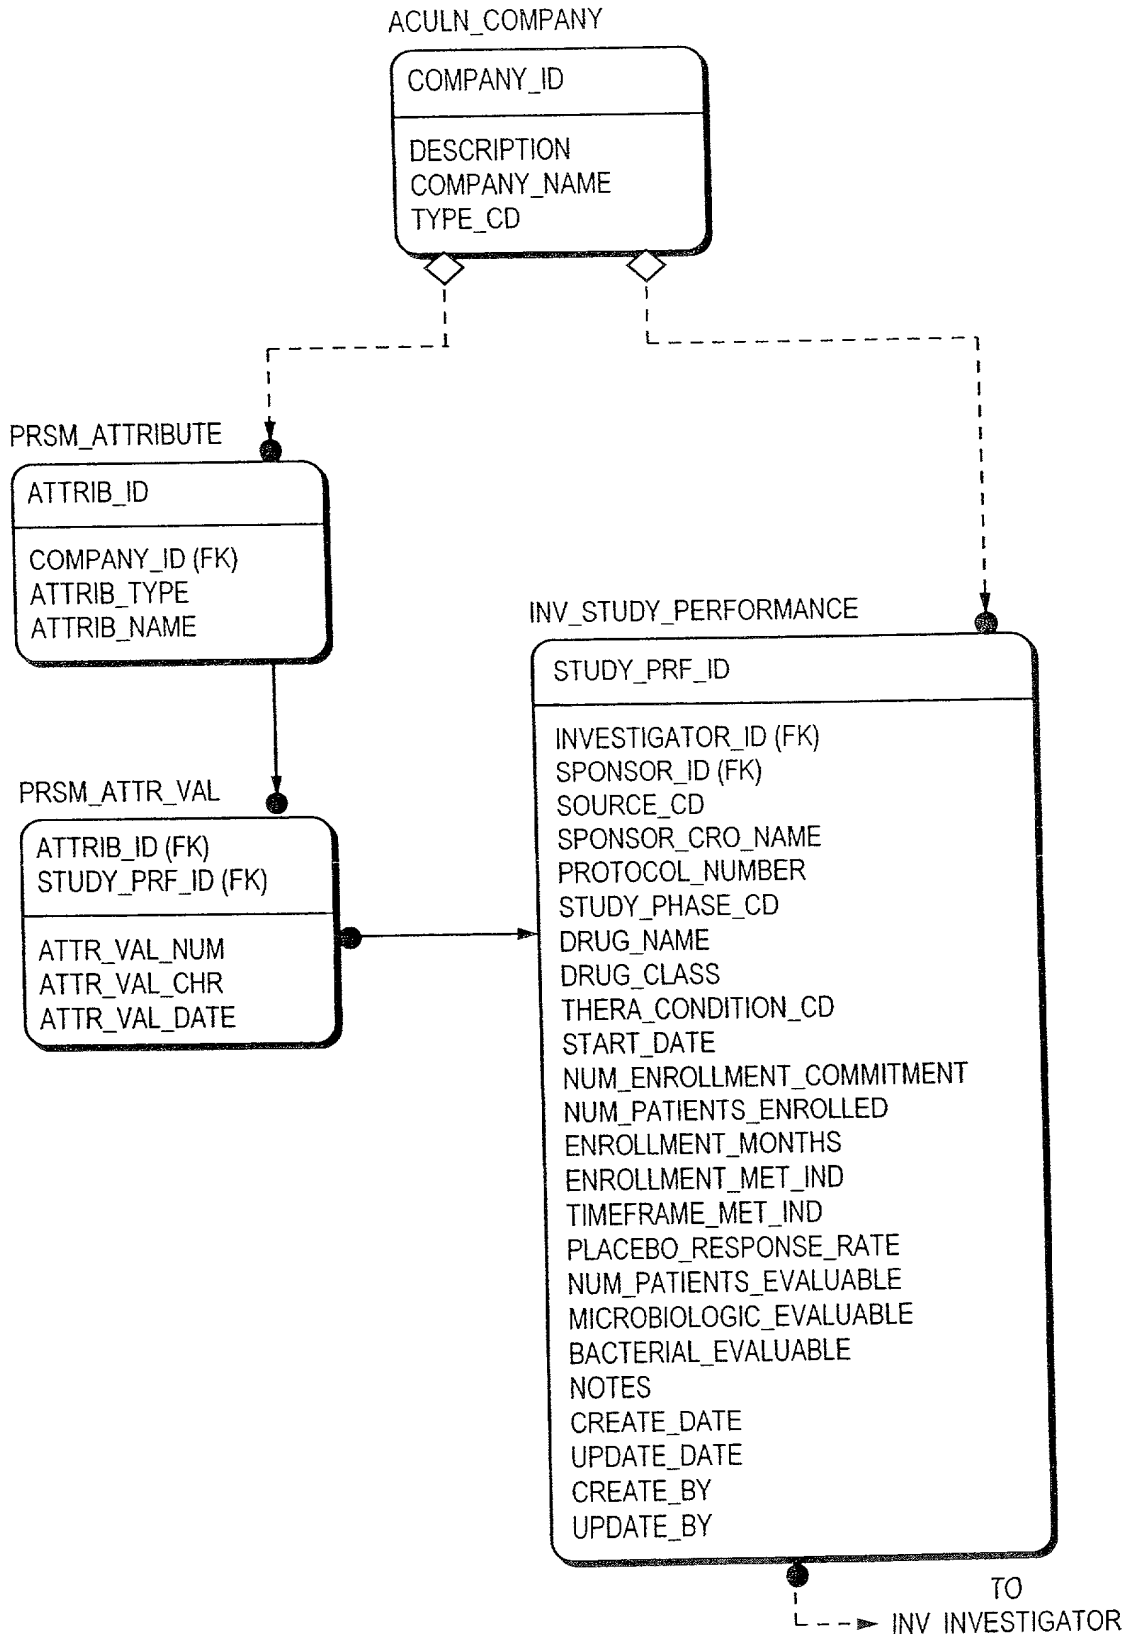 ACULN_COMPANY
COMPANY_ID
DESCRIPTION
COMPANY_NAME
TYPE_CD
PRSM_ATTRIBUTE
ATTRIB_ID
COMPANY_ID (FK)
ATTRIB_TYPE
ATTRIB_NAME
PRSM_ATTR_VAL
ATTRIB_ID (FK)
STUDY_PRF_ID (FK)
ATTR_VAL_NUM
ATTR_VAL_CHR
ATTR_VAL_DATE
INV_STUDY_PERFORMANCE
STUDY_PRF_ID
INVESTIGATOR_ID (FK)
SPONSOR_ID (FK)
SOURCE_CD
SPONSOR_CRO_NAME
PROTOCOL_NUMBER
STUDY_PHASE_CD
DRUG_NAME
DRUG_CLASS
THERA_CONDITION_CD
START_DATE
NUM_ENROLLMENT_COMMITMENT
NUM_PATIENTS_ENROLLED
ENROLLMENT_MONTHS
ENROLLMENT_MET_IND
TIMEFRAME_MET_IND
PLACEBO_RESPONSE_RATE
NUM_PATIENTS_EVALUABLE
MICROBIOLOGIC_EVALUABLE
BACTERIAL_EVALUABLE
NOTES
CREATE_DATE
UPDATE_DATE
CREATE_BY
UPDATE_BY
TO
INV_INVESTIGATOR